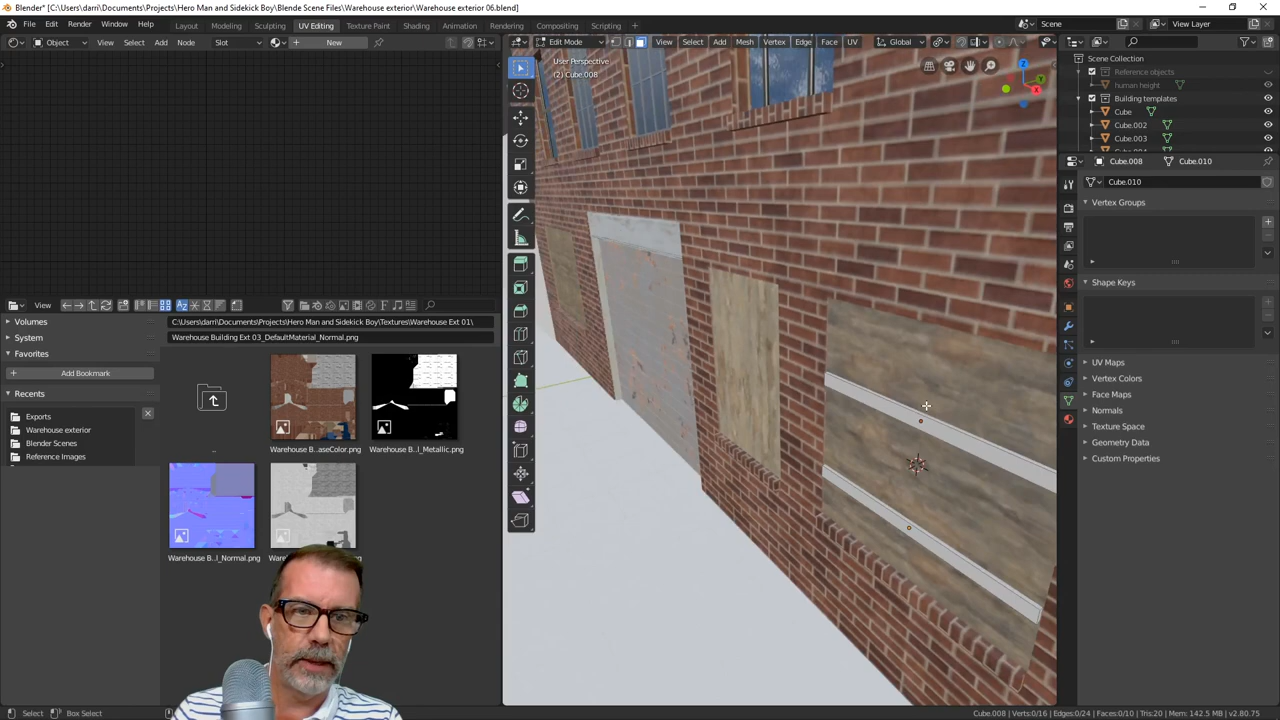 Blender* [C:\Users\darri\Documents\Projects\Hero Man and Sidekick Boy\Blende Scene Files\Warehouse exterior\Warehouse exterior 06.blend]
File Edit Render Window Help Layout Modeling Sculpting UV Editing Texture Paint Shading Animation Rendering Compositing Scripting Scene View Layer
Object View Select Add Node Slot New Edit Mode View Select Add Mesh Vertex Edge Face UV Global
User Perspective
(2) Cube.008
Scene Collection
Reference objects
human height
Building templates
Cube
Cube.002
Cube.003
Cube.008 Cube.010
Cube.010
Vertex Groups
Shape Keys
UV Maps
Vertex Colors
Face Maps
Normals
Texture Space
Geometry Data
Custom Properties
View
Volumes
System
Favorites
Add Bookmark
Recents
Exports
Warehouse exterior
Blender Scenes
Reference Images
C:\Users\darri\Documents\Projects\Hero Man and Sidekick Boy\Textures\Warehouse Ext 01\
Warehouse Building Ext 03_DefaultMaterial_Normal.png
..
Warehouse B..aseColor.png
Warehouse B...l_Metallic.png
Warehouse B...l_Normal.png
Select Box Select
Cube.008 | Verts:0/16 | Edges:0/24 | Faces:0/10 | Tris:20 | Mem: 142.5 MB | v2.80.75